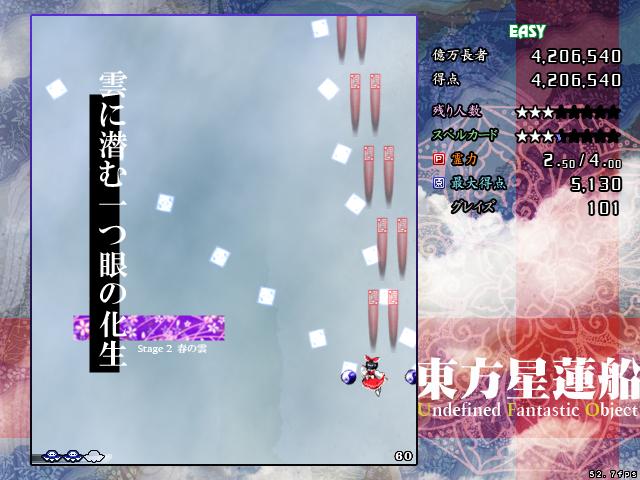 雲に潜む一つ眼の化生
Stage 2 春の雲
60
EASY
億万長者 4,206,540
得点 4,206,540
残り人数
スペルカード
P 霊力 2.50/4.00
最大得点 5,130
グレイズ 101
東方星蓮船
Undefined Fantastic Object
52.7fps